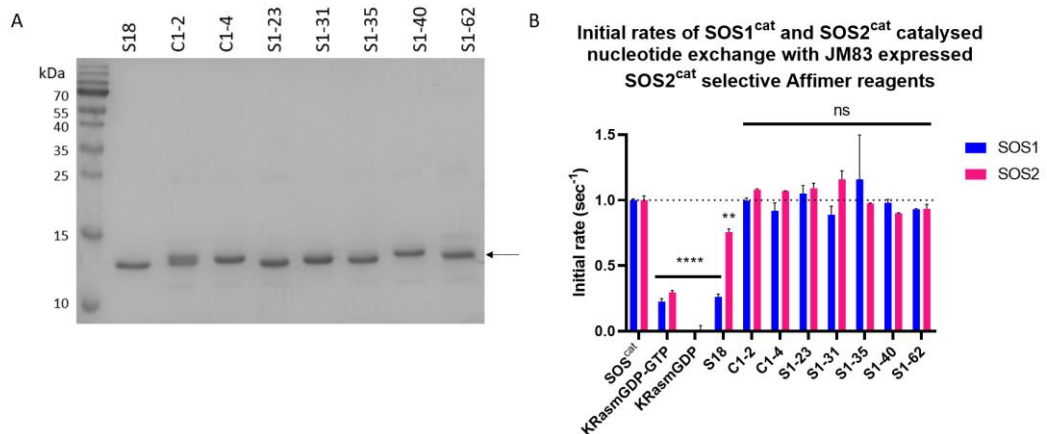 A
S18
C1-2
C1-4
S1-23
S1-31
S1-35
S1-40
S1-62
kDa
70
55
40
35
25
15
10
B
Initial rates of SOS1cat and SOS2cat catalysed
nucleotide exchange with JM83 expressed
SOS2cat selective Affimer reagents
ns
1.5
1.0
0.5
0.0
Initial rate (sec-1)
**
****
SOS1
SOS2
SOScat
KRasmGDP-GTP
KRasmGDP
S18
C1-2
C1-4
S1-23
S1-31
S1-35
S1-40
S1-62